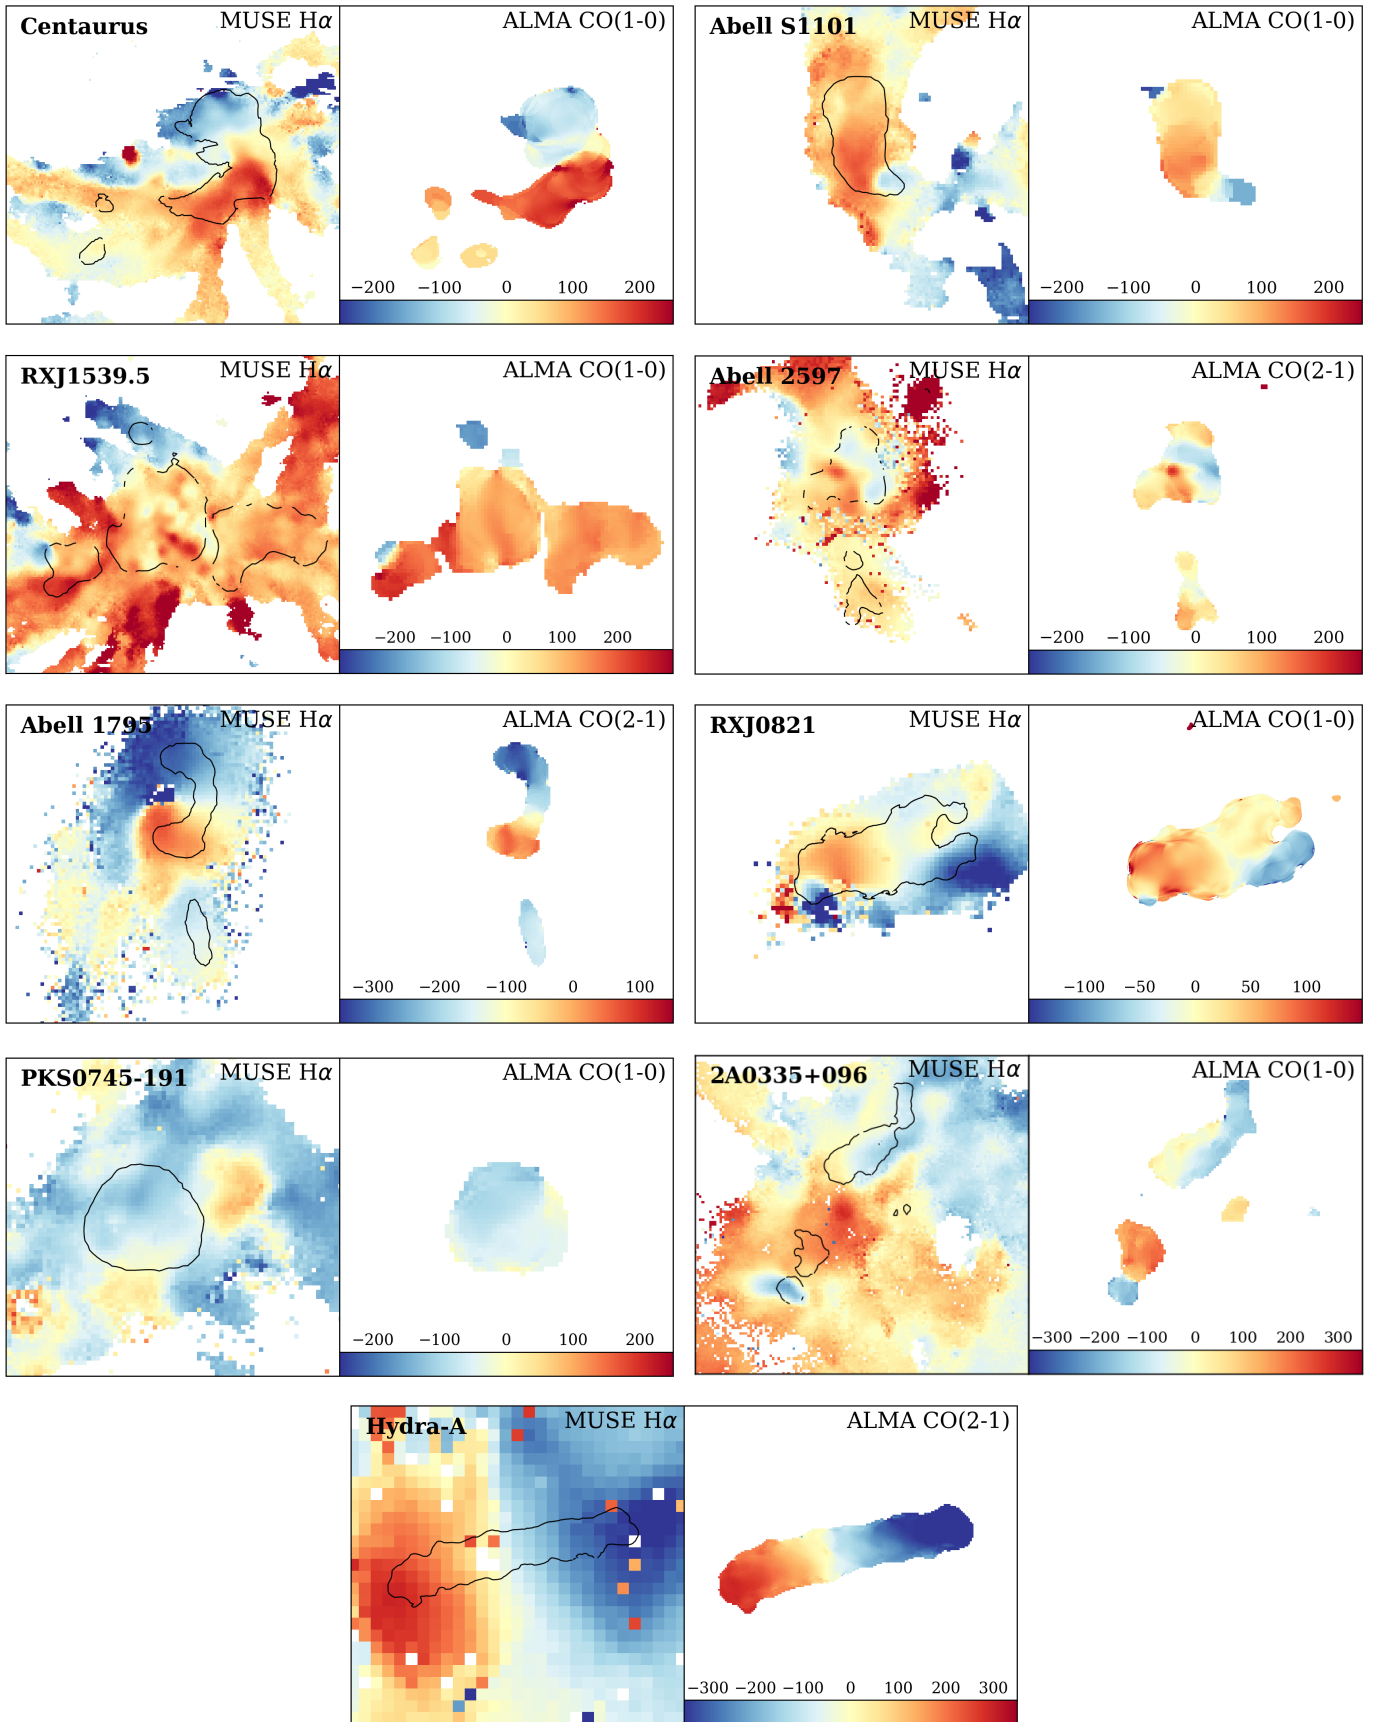 Centaurus MUSE Hα ALMA CO(1-0)
−200 −100 0 100 200
Abell S1101 MUSE Hα ALMA CO(1-0)
−200 −100 0 100 200
RXJ1539.5 MUSE Hα ALMA CO(1-0)
−200 −100 0 100 200
Abell 2597 MUSE Hα ALMA CO(2-1)
−200 −100 0 100 200
Abell 1795 MUSE Hα ALMA CO(2-1)
−300 −200 −100 0 100
RXJ0821 MUSE Hα ALMA CO(1-0)
−100 −50 0 50 100
PKS0745-191 MUSE Hα ALMA CO(1-0)
−200 −100 0 100 200
2A0335+096 MUSE Hα ALMA CO(1-0)
−300 −200 −100 0 100 200 300
Hydra-A MUSE Hα ALMA CO(2-1)
−300 −200 −100 0 100 200 300